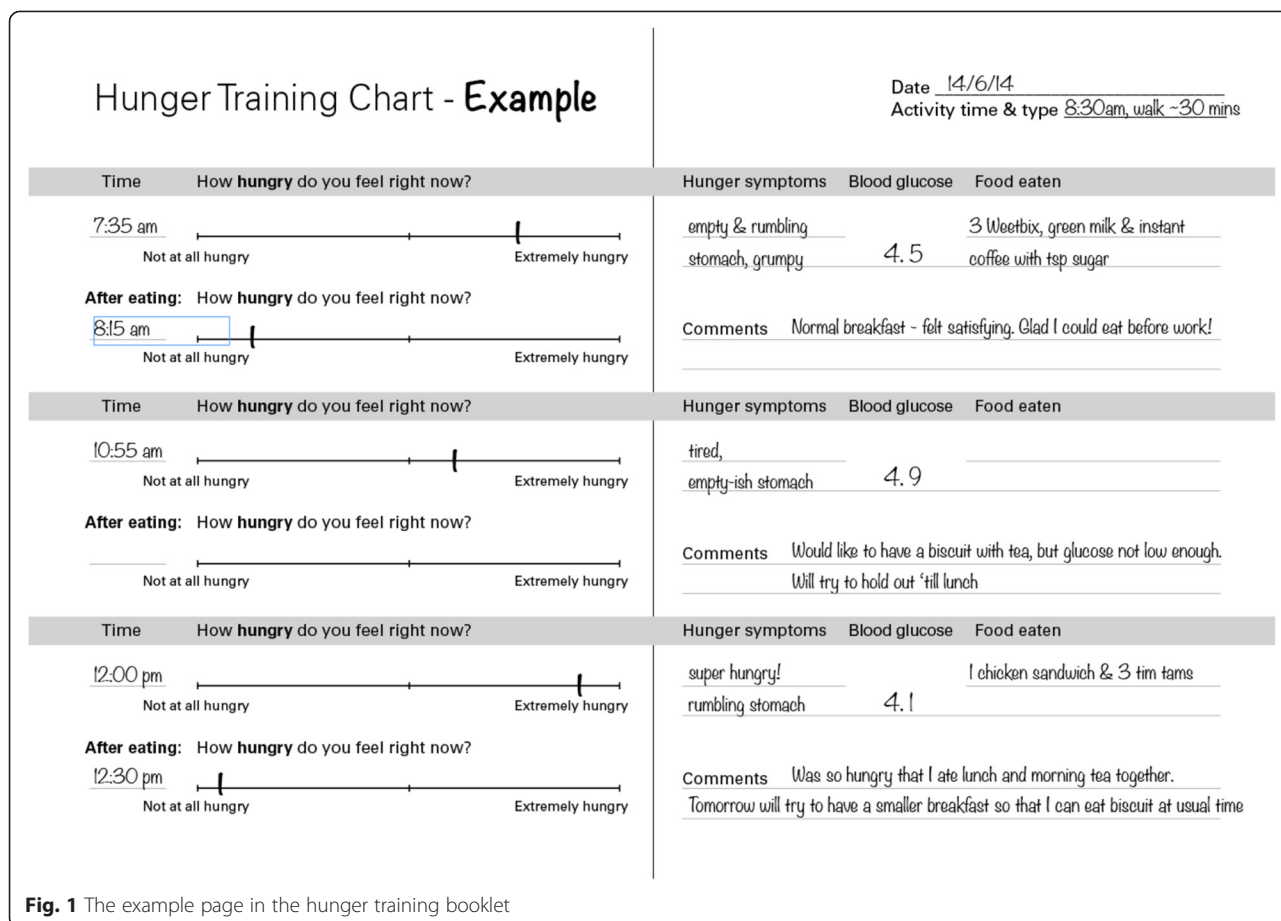 Hunger Training Chart - Example
Date 14/6/14
Activity time & type 8:30am, walk ~30 mins
Time How hungry do you feel right now?
7:35 am
Not at all hungry Extremely hungry
After eating: How hungry do you feel right now?
8:15 am
Not at all hungry Extremely hungry
Hunger symptoms Blood glucose Food eaten
empty & rumbling 3 Weetbix, green milk & instant
stomach, grumpy 4.5 coffee with tsp sugar
Comments Normal breakfast - felt satisfying. Glad I could eat before work!
Time How hungry do you feel right now?
10:55 am
Not at all hungry Extremely hungry
After eating: How hungry do you feel right now?
Not at all hungry Extremely hungry
Hunger symptoms Blood glucose Food eaten
tired,
empty-ish stomach 4.9
Comments Would like to have a biscuit with tea, but glucose not low enough.
Will try to hold out ‘till lunch
Time How hungry do you feel right now?
12:00 pm
Not at all hungry Extremely hungry
After eating: How hungry do you feel right now?
12:30 pm
Not at all hungry Extremely hungry
Hunger symptoms Blood glucose Food eaten
super hungry! 1 chicken sandwich & 3 tim tams
rumbling stomach 4.1
Comments Was so hungry that I ate lunch and morning tea together.
Tomorrow will try to have a smaller breakfast so that I can eat biscuit at usual time
Fig. 1 The example page in the hunger training booklet